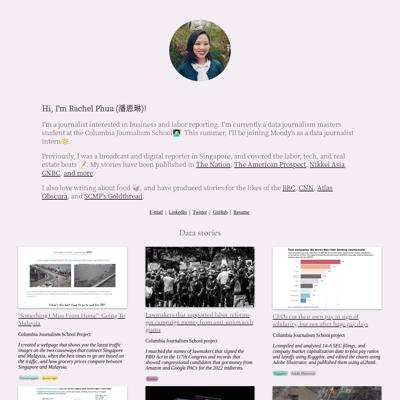 Hi, I'm Rachel Phua (潘恩琳)!
I'm a journalist interested in business and labor reporting. I'm currently a data journalism masters
student at the Columbia Journalism School This summer, I'll be joining Moody's as a data journalist
intern
Previously, I was a broadcast and digital reporter in Singapore, and covered the labor, tech, and real
estate beats My stories have been published in The Nation, The American Prospect, Nikkei Asia,
CNBC, and more.
I also love writing about food and have produced stories for the likes of the BBC, CNN, Atlas
Obscura, and SCMP's Goldthread.
E-mail | LinkedIn | Twitter | GitHub | Resume
Data stories
"Something I Miss From Home": Going To
Malaysia
Columbia Journalism School Project
I created a webpage that shows you the latest traffic
images on the two causeways that connect Singapore
and Malaysia, when the best times to go are based on
the traffic, and how grocery prices compare between
Singapore and Malaysia.
Lawmakers that supported labor reforms
got campaign money from anti-union tech
giants
Columbia Journalism School Project
I matched the names of lawmakers that signed the
PRO Act in the 117th Congress and records that
showed congressional candidates that got money from
Amazon and Google PACs for the 2022 midterms.
CEOs cut their own pay in sign of
solidarity, but not after huge pay days
Columbia Journalism School project
I compiled and analysed 14-A SEC filings, and
company market capitalisation data to plot pay ratios
and layoffs using R/ggplot, and edited the charts using
Adobe Illustrator, and published them using ai2html.